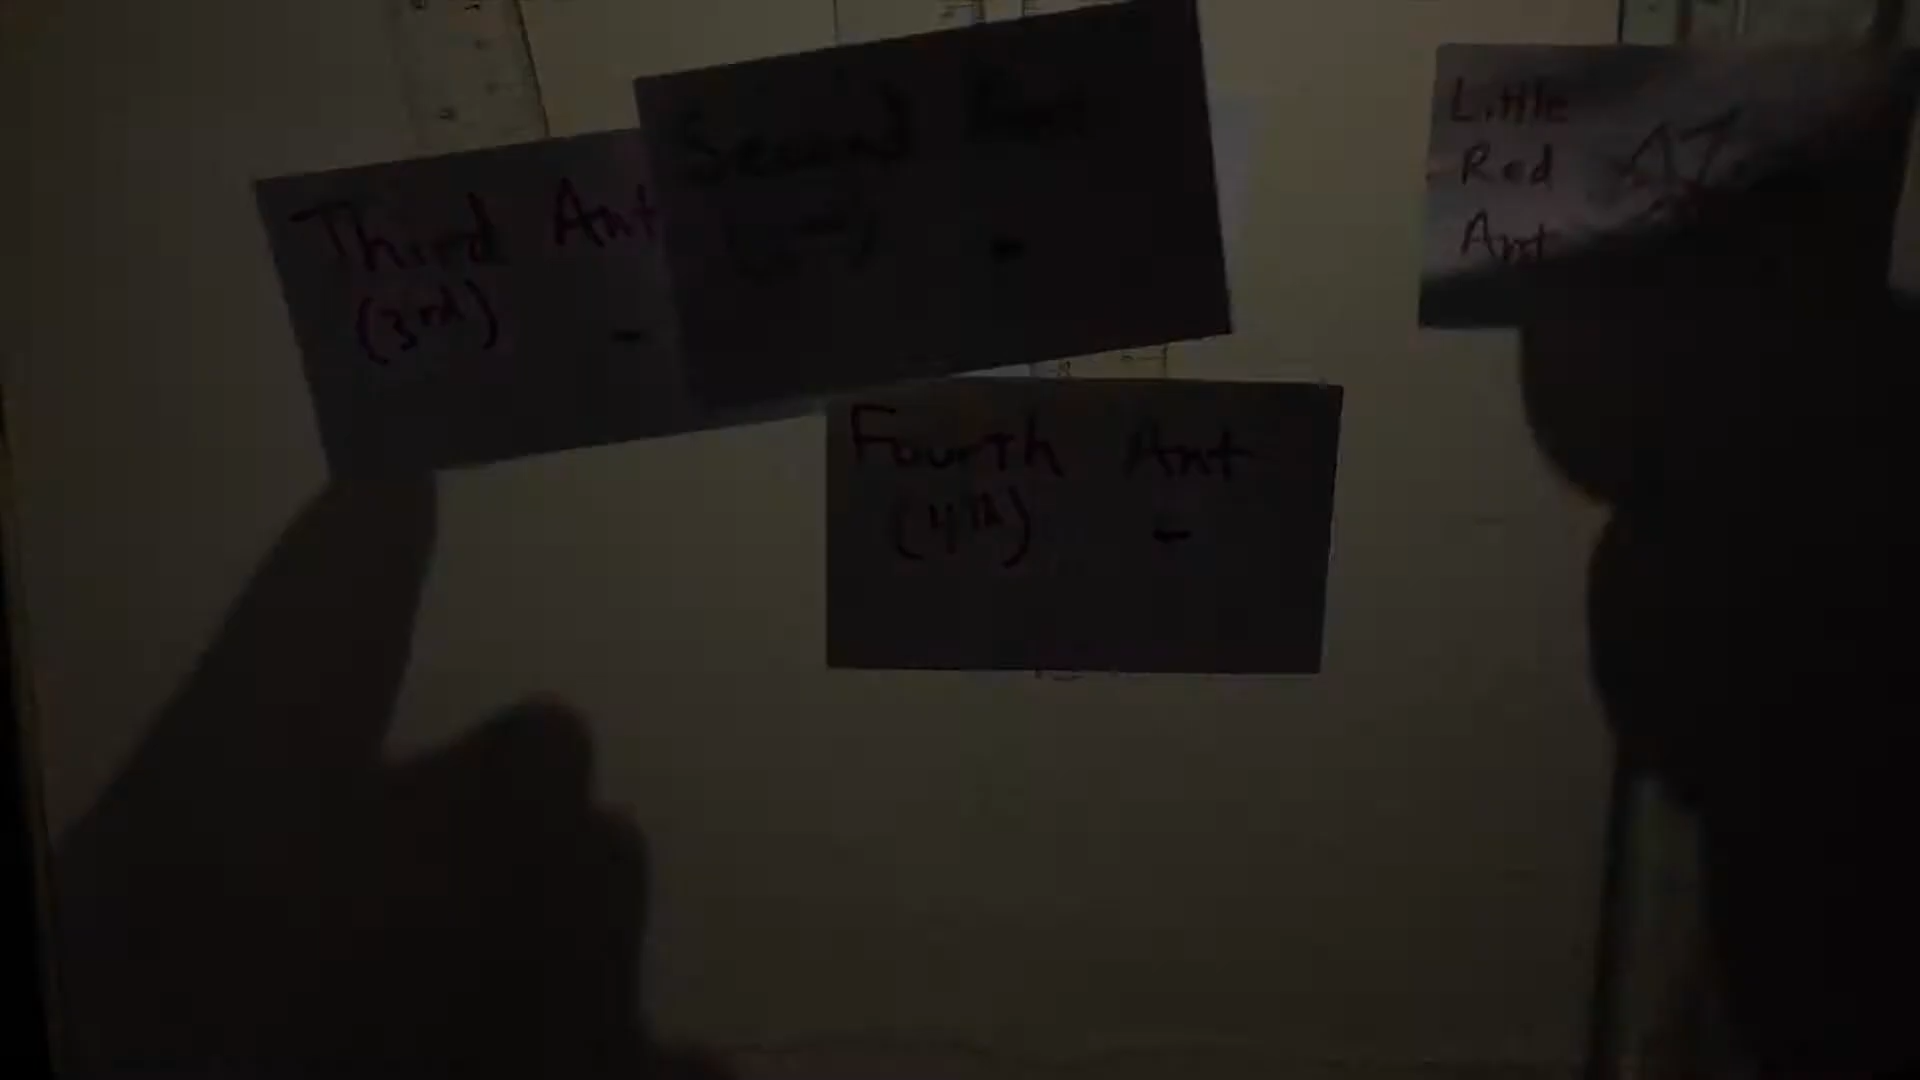 Third Ant
(3rd)
-
Second
-
Fourth Ant
(4th)
-
Little
Red
Ant